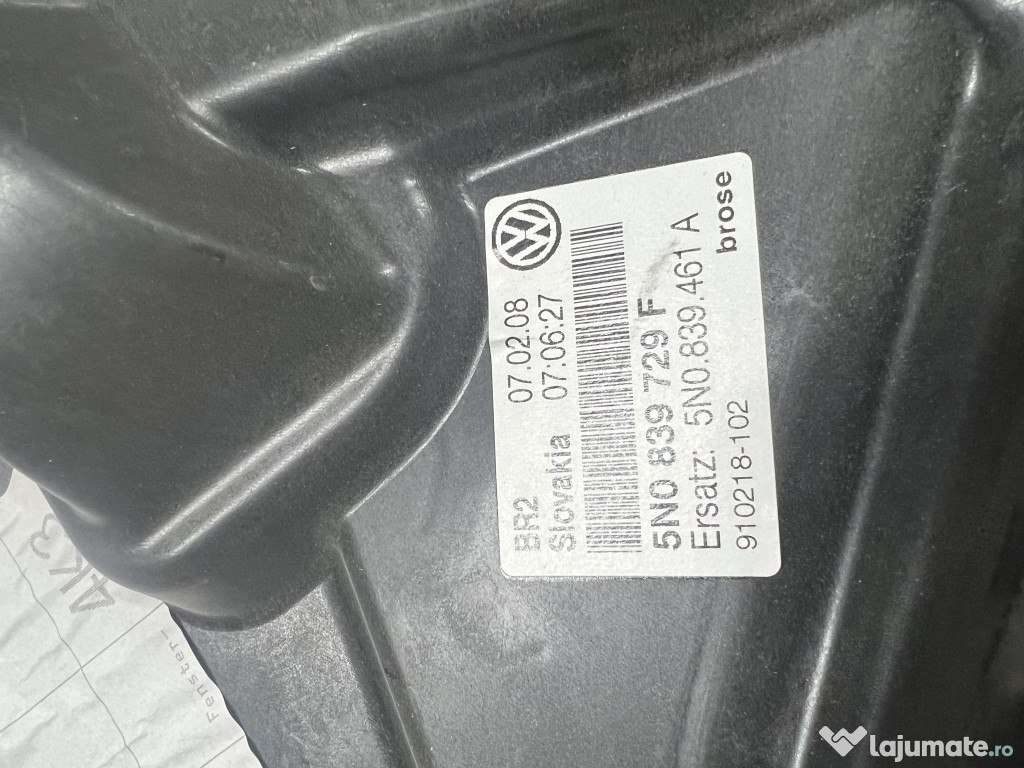 BR2 07.02.08
Slovakia 07:06:27
5N0 839 729 F
Ersatz: 5N0.839.461 A
910218-102 brose
Fenster-
lajumate.ro